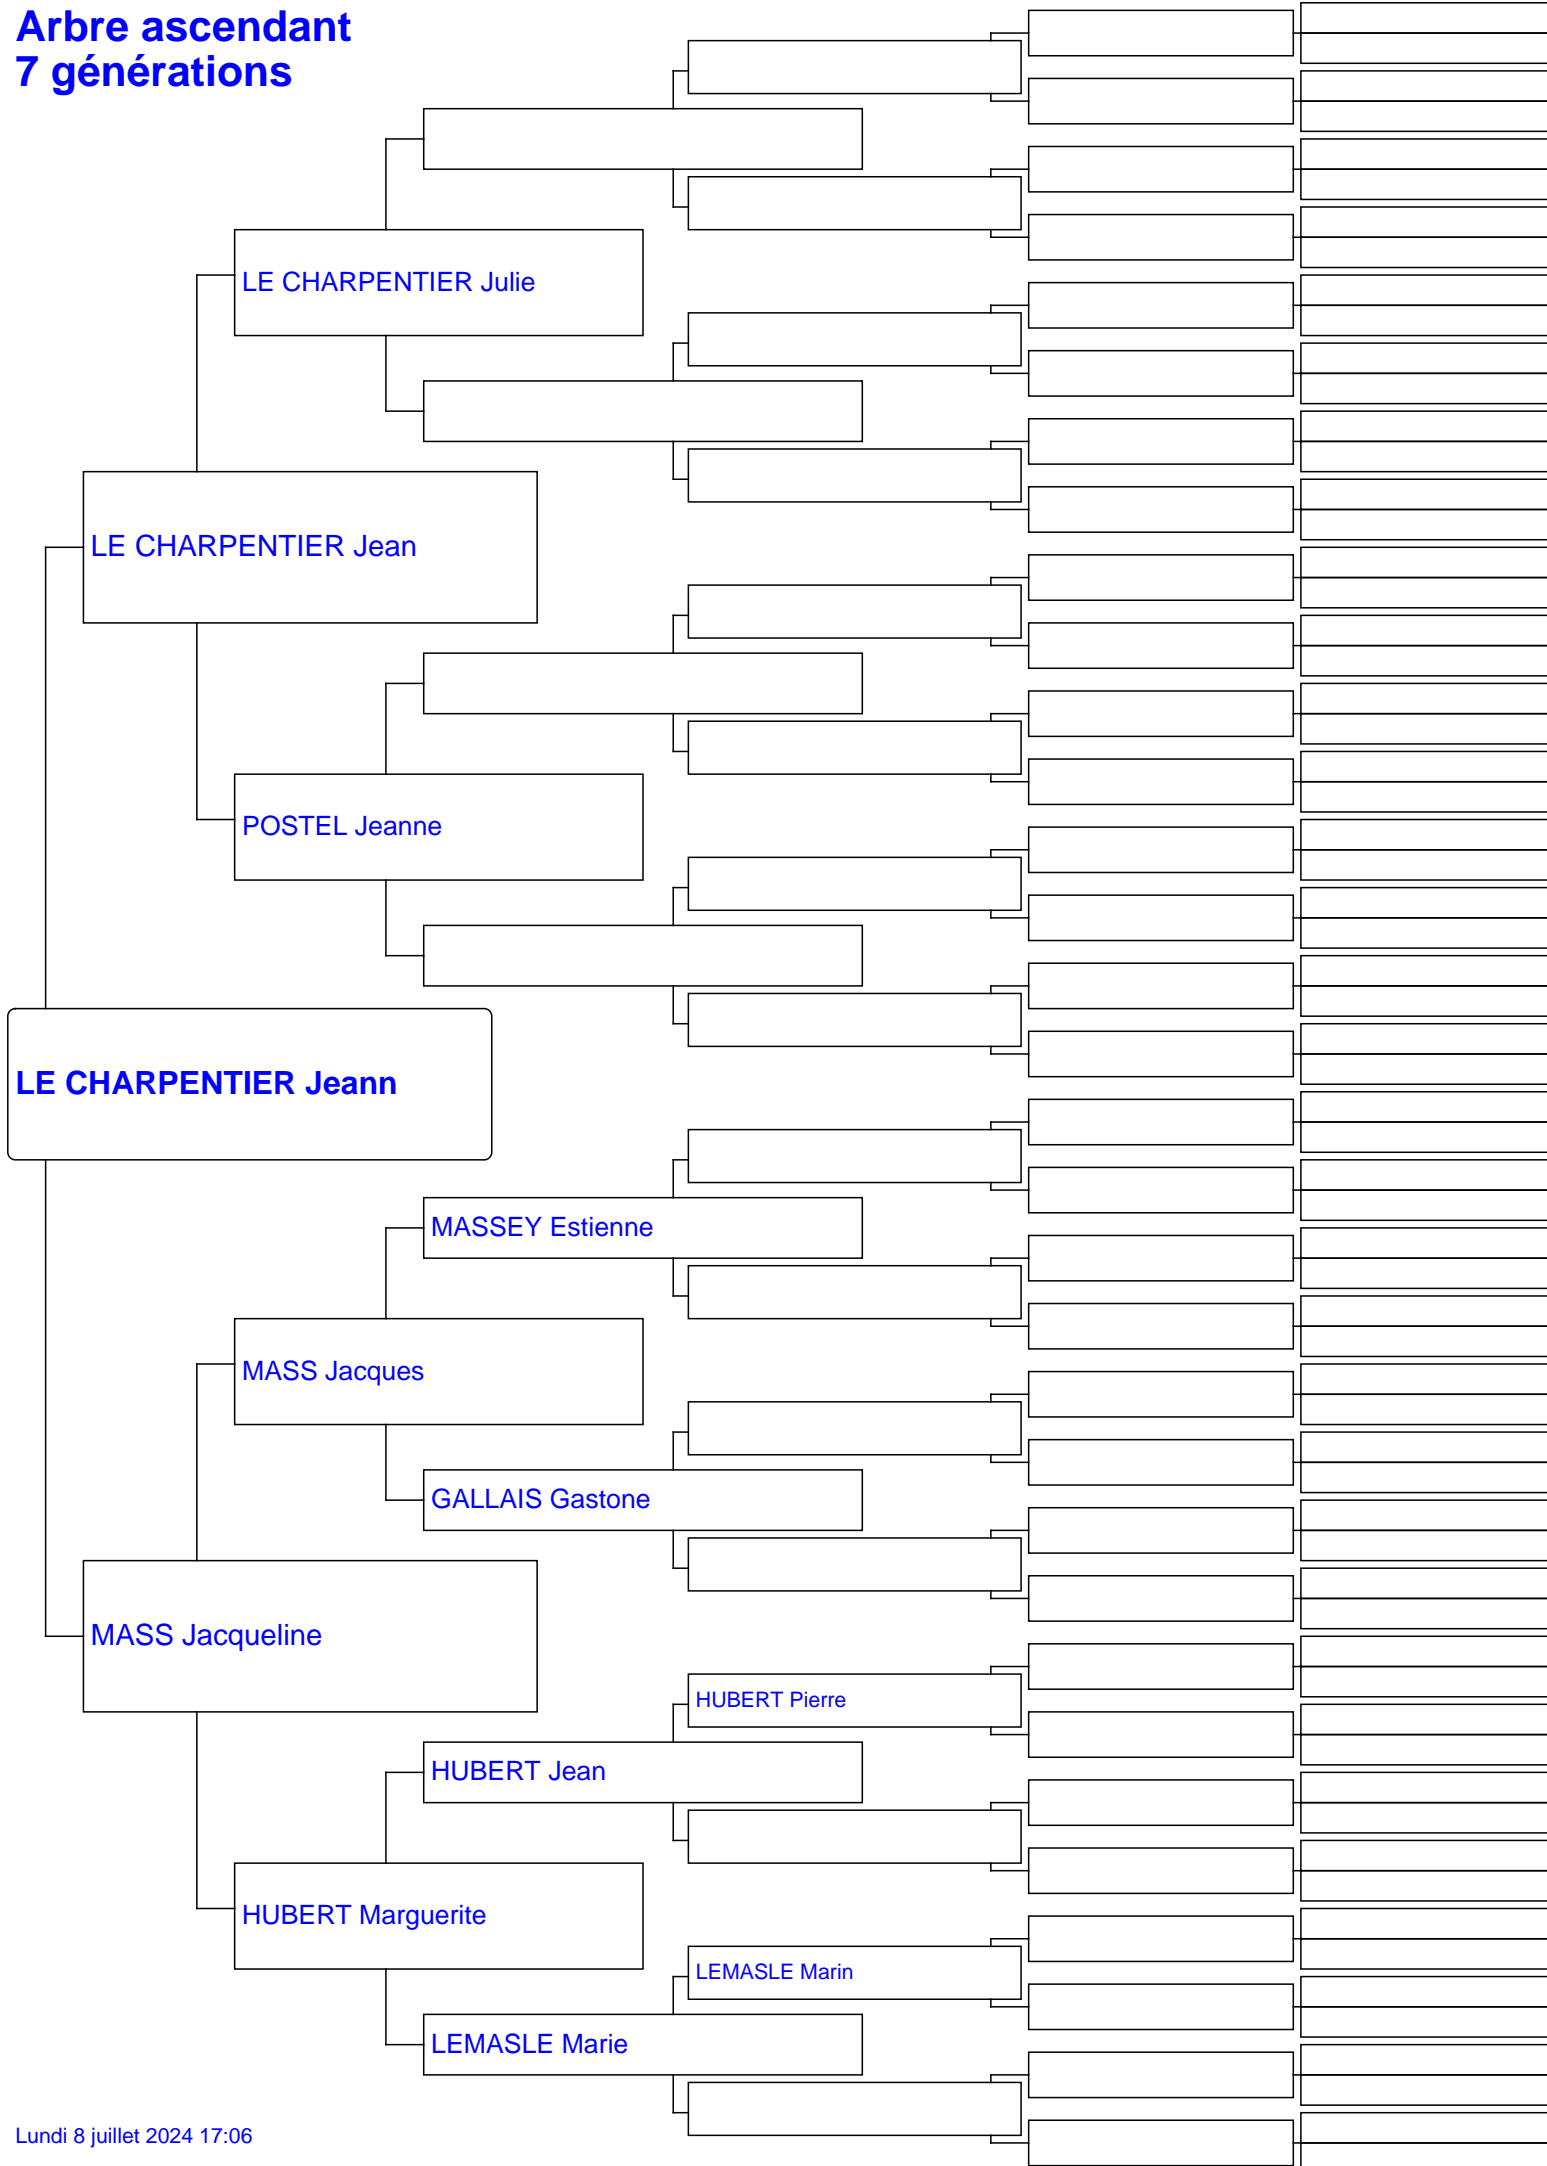 Arbre ascendant
7 générations
LE CHARPENTIER Julie
LE CHARPENTIER Jean
POSTEL Jeanne
LE CHARPENTIER Jeann
MASSEY Estienne
MASS Jacques
GALLAIS Gastone
MASS Jacqueline
HUBERT Pierre
HUBERT Jean
HUBERT Marguerite
LEMASLE Marin
LEMASLE Marie
Lundi 8 juillet 2024 17:06